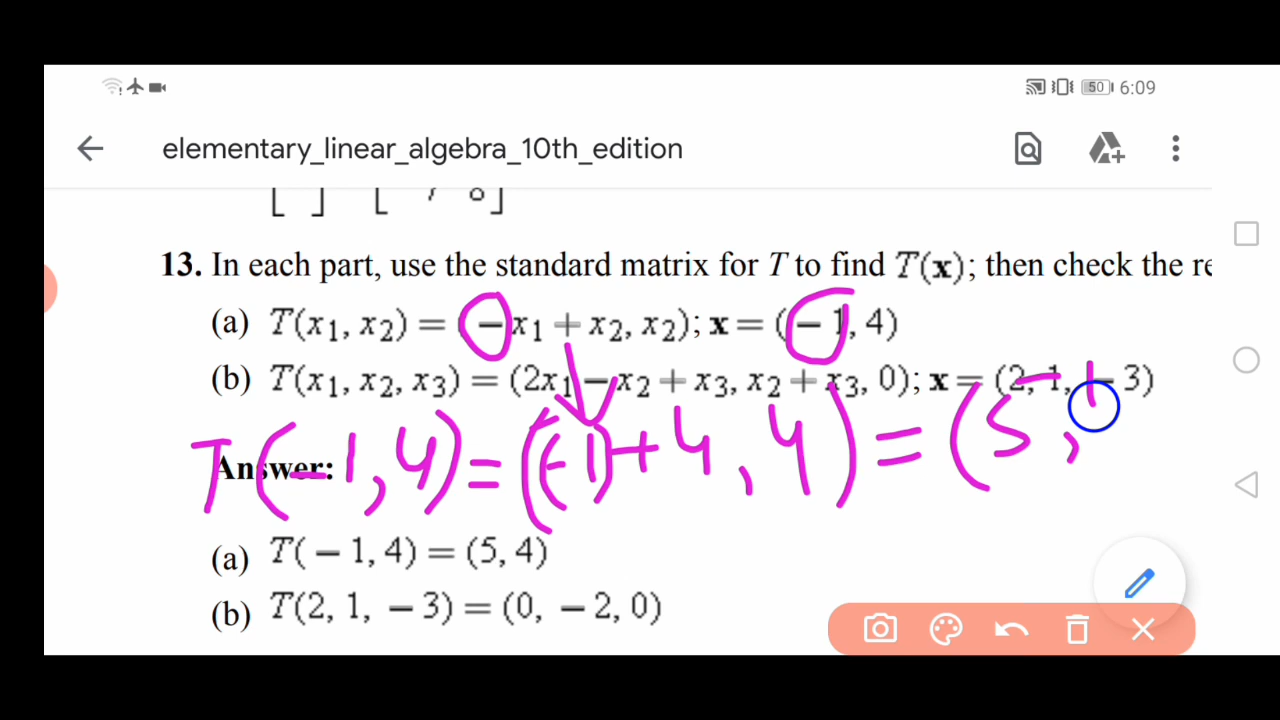 50 6:09
elementary_linear_algebra_10th_edition
13. In each part, use the standard matrix for T to find T(x); then check the re
(a) T(x₁, x₂) = (−x₁ + x₂, x₂); x = (− 1, 4)
(b) T(x₁, x₂, x₃) = (2x₁ − x₂ + x₃, x₂ + x₃, 0); x = (2, 1, − 3)
T(−1,4)=((−1)+4,4)=(5,
Answer:
(a) T(− 1, 4) = (5, 4)
(b) T(2, 1, − 3) = (0, − 2, 0)